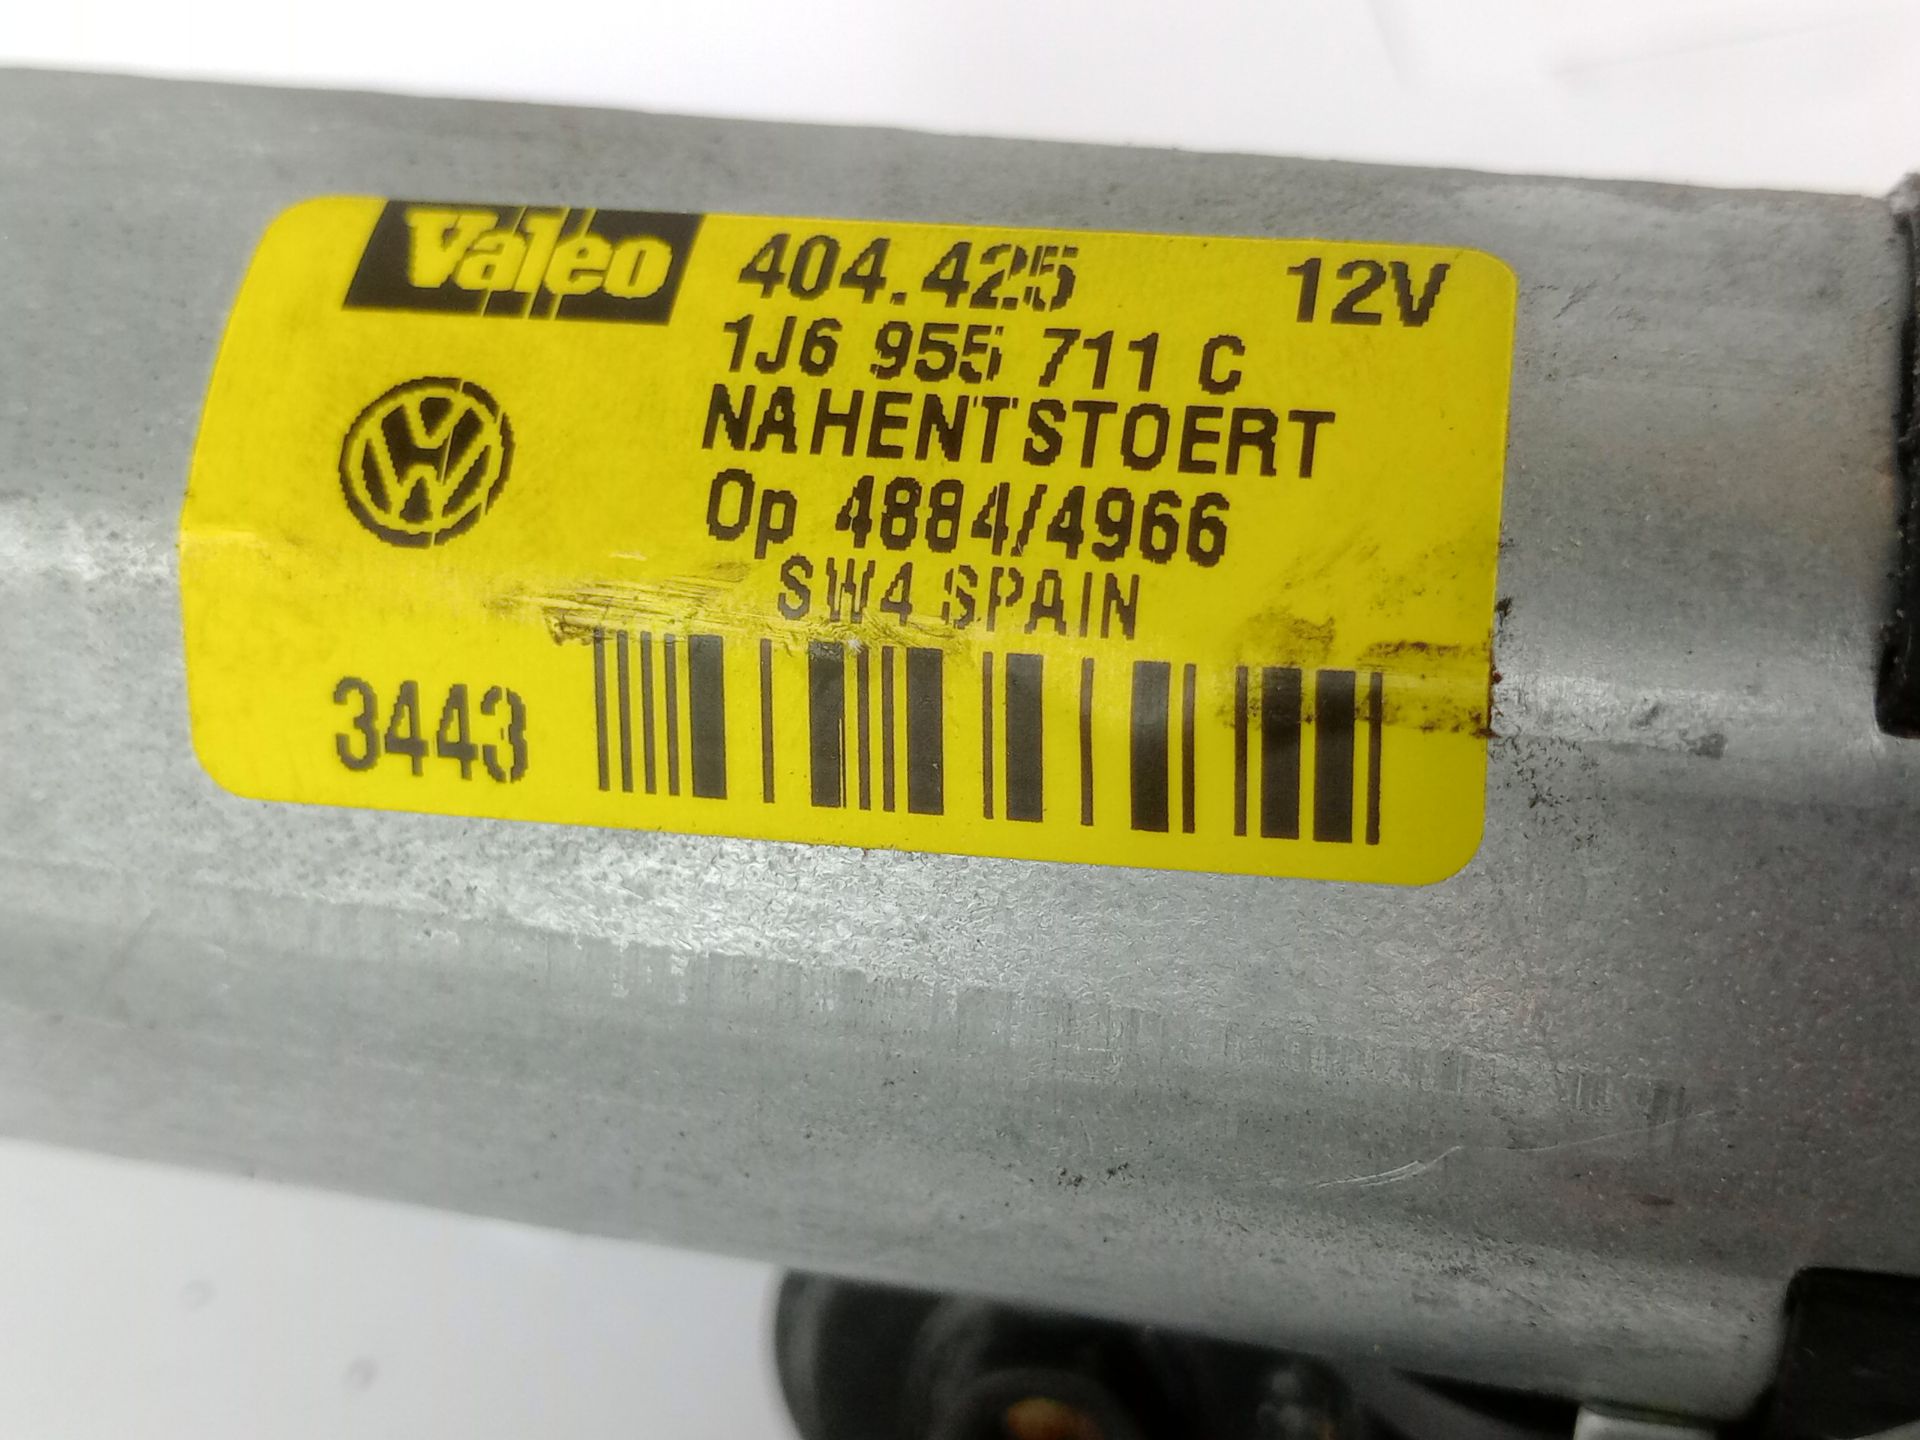 Valeo 404.425 12V
1J6 955 711 C
NAHENTSTOERT
Op 4884/4966
SW4 SPAIN
3443